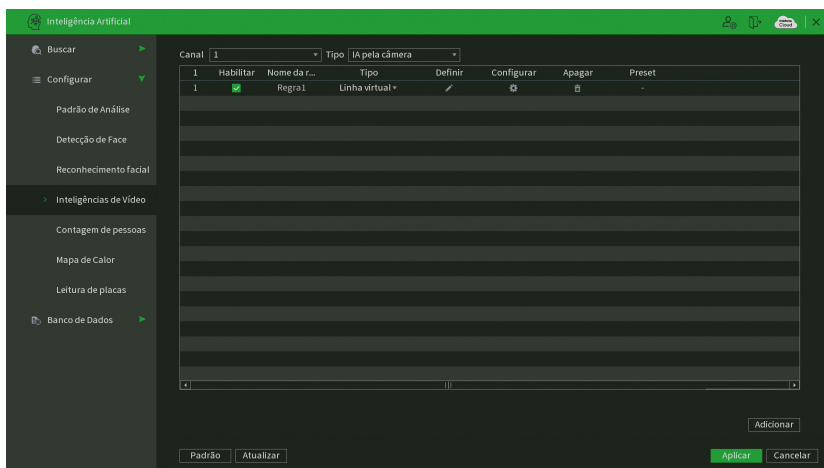 Inteligência Artificial
Cloud
Buscar
Configurar
Padrão de Análise
Detecção de Face
Reconhecimento facial
Inteligências de Vídeo
Contagem de pessoas
Mapa de Calor
Leitura de placas
Banco de Dados
Canal 1 Tipo IA pela câmera
1 Habilitar Nome da r... Tipo Definir Configurar Apagar Preset
1 Regra1 Linha virtual -
Adicionar
Padrão Atualizar Aplicar Cancelar